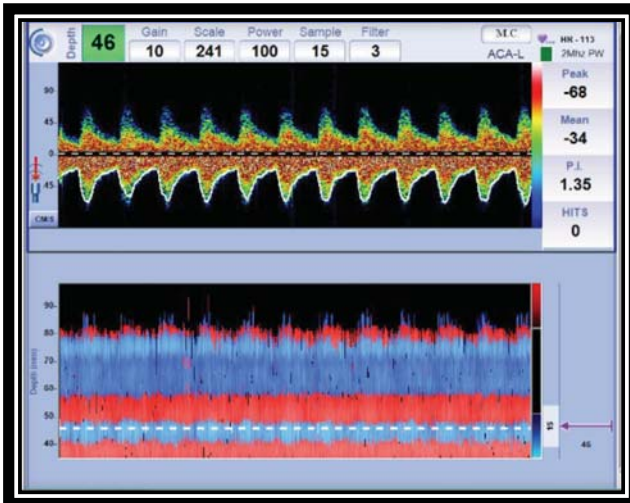 Depth 46 Gain Scale Power Sample Filter
10 241 100 15 3
M.C.
HR - 113
ACA-L 2Mhz PW
Peak
-68
Mean
-34
P.I.
1.35
HITS
0
90
45
0
45
CM/S
90
80
70
60
50
40
Depth (mm)
15
46